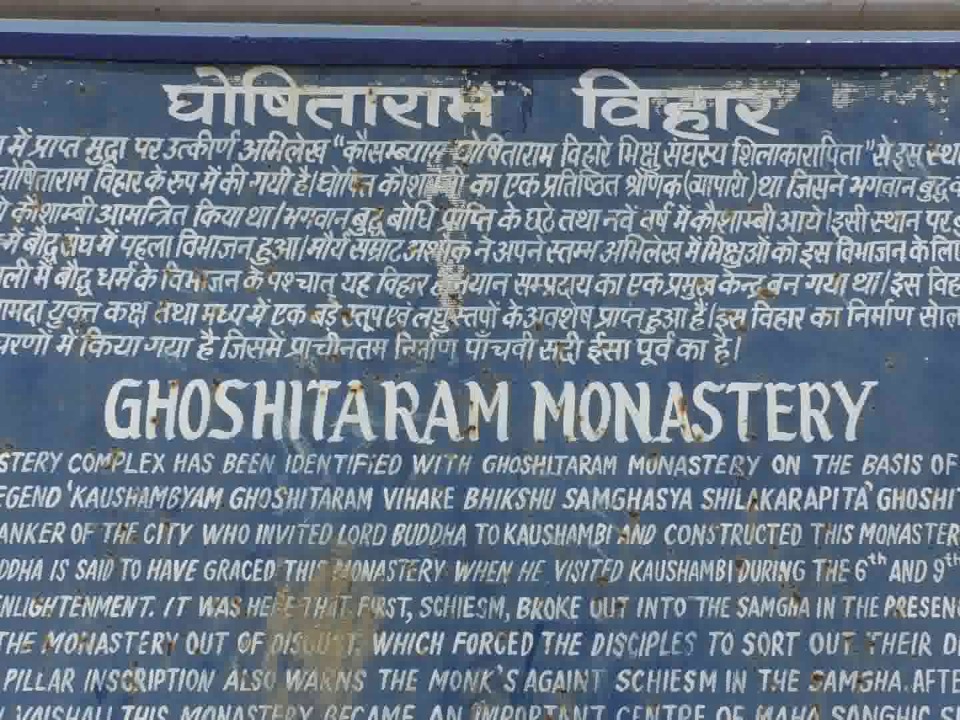 घोषिताराम विहार
में प्राप्त मुद्रा पर उत्कीर्ण अभिलेख "कौसम्ब्याम घोषिताराम विहारे भिक्षु संघस्य शिलाकारापिता" से इस
घोषिताराम विहार के रुप में की गयी है। घोषित कौशाम्बी का एक प्रतिष्ठित श्रेणिक (व्यापारी) था जिसने भगवान बुद्ध
कौशाम्बी आमन्त्रित किया था। भगवान बुद्ध बोधि प्राप्ति के छठे तथा नवें वर्ष में कौशाम्बी आये। इसी स्थान पर
में बौद्ध संघ में पहला विभाजन हुआ। मौर्य सम्राट अशोक ने अपने स्तम्भ अभिलेख में भिक्षुओं को इस विभाजन के लिए
में बौद्ध धर्म के विभाजन के पश्चात् यह विहार हीनयान सम्प्रदाय का एक प्रमुख केन्द्र बन गया था। इस
युक्त कक्ष तथा मध्य में एक बड़े स्तूप एवं लघु स्तूपों के अवशेष प्राप्त हुआ है। इस विहार का निर्माण
चरणों में किया गया है जिसमें प्राचीनतम निर्माण पाँचवी सदी ईसा पूर्व का है।
GHOSHITARAM MONASTERY
STERY COMPLEX HAS BEEN IDENTIFIED WITH GHOSHITARAM MONASTERY ON THE BASIS OF
EGEND 'KAUSHAMBYAM GHOSHITARAM VIHARE BHIKSHU SAMGHASYA SHILAKARAPITA' GHOSHIT
ANKER OF THE CITY WHO INVITED LORD BUDDHA TO KAUSHAMBI AND CONSTRUCTED THIS MONASTER
DDHA IS SAID TO HAVE GRACED THIS MONASTERY WHEN HE VISITED KAUSHAMBI DURING THE 6th AND 9th
ENLIGHTENMENT. IT WAS HERE THAT FIRST, SCHIESM, BROKE OUT INTO THE SAMGHA IN THE PRESEN
THE MONASTERY OUT OF DISGUST. WHICH FORCED THE DISCIPLES TO SORT OUT THEIR D
PILLAR INSCRIPTION ALSO WARNS THE MONK'S AGAINST SCHIESM IN THE SAMGHA. AFTE
VAISHALI THIS MONASTERY BECAME AN IMPORTANT CENTRE OF MAHA SANGHIC